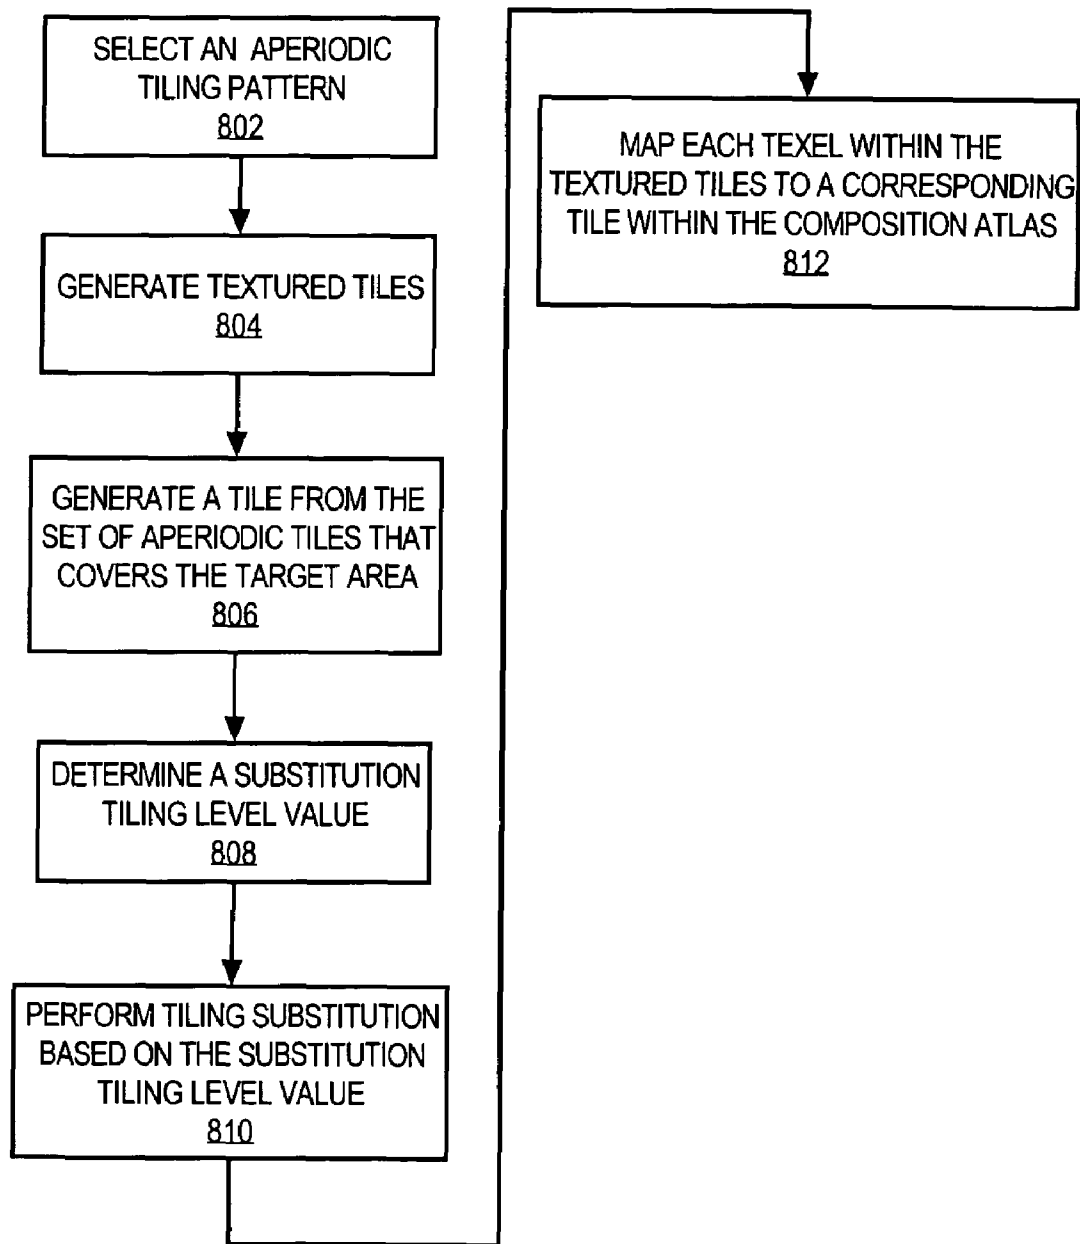 SELECT AN APERIODIC
TILING PATTERN
802
GENERATE TEXTURED TILES
804
GENERATE A TILE FROM THE
SET OF APERIODIC TILES THAT
COVERS THE TARGET AREA
806
DETERMINE A SUBSTITUTION
TILING LEVEL VALUE
808
PERFORM TILING SUBSTITUTION
BASED ON THE SUBSTITUTION
TILING LEVEL VALUE
810
MAP EACH TEXEL WITHIN THE
TEXTURED TILES TO A CORRESPONDING
TILE WITHIN THE COMPOSITION ATLAS
812